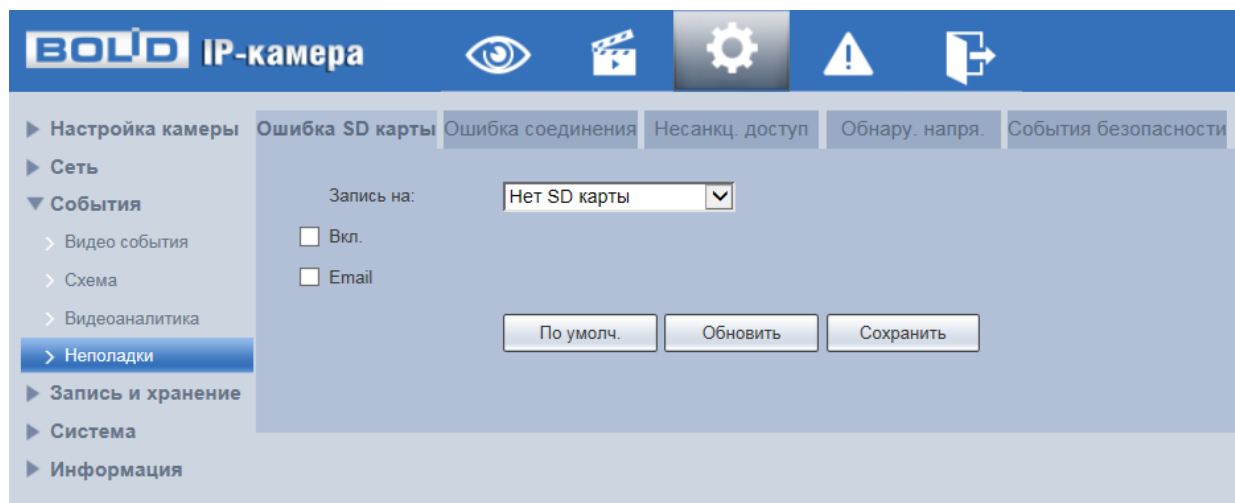 BOLID IP-камера
Настройка камеры
Сеть
События
Видео события
Схема
Видеоаналитика
Неполадки
Запись и хранение
Система
Информация
Ошибка SD карты Ошибка соединения Несанкц. доступ Обнару. напря. События безопасности
Запись на: Нет SD карты
Вкл.
Email
По умолч. Обновить Сохранить